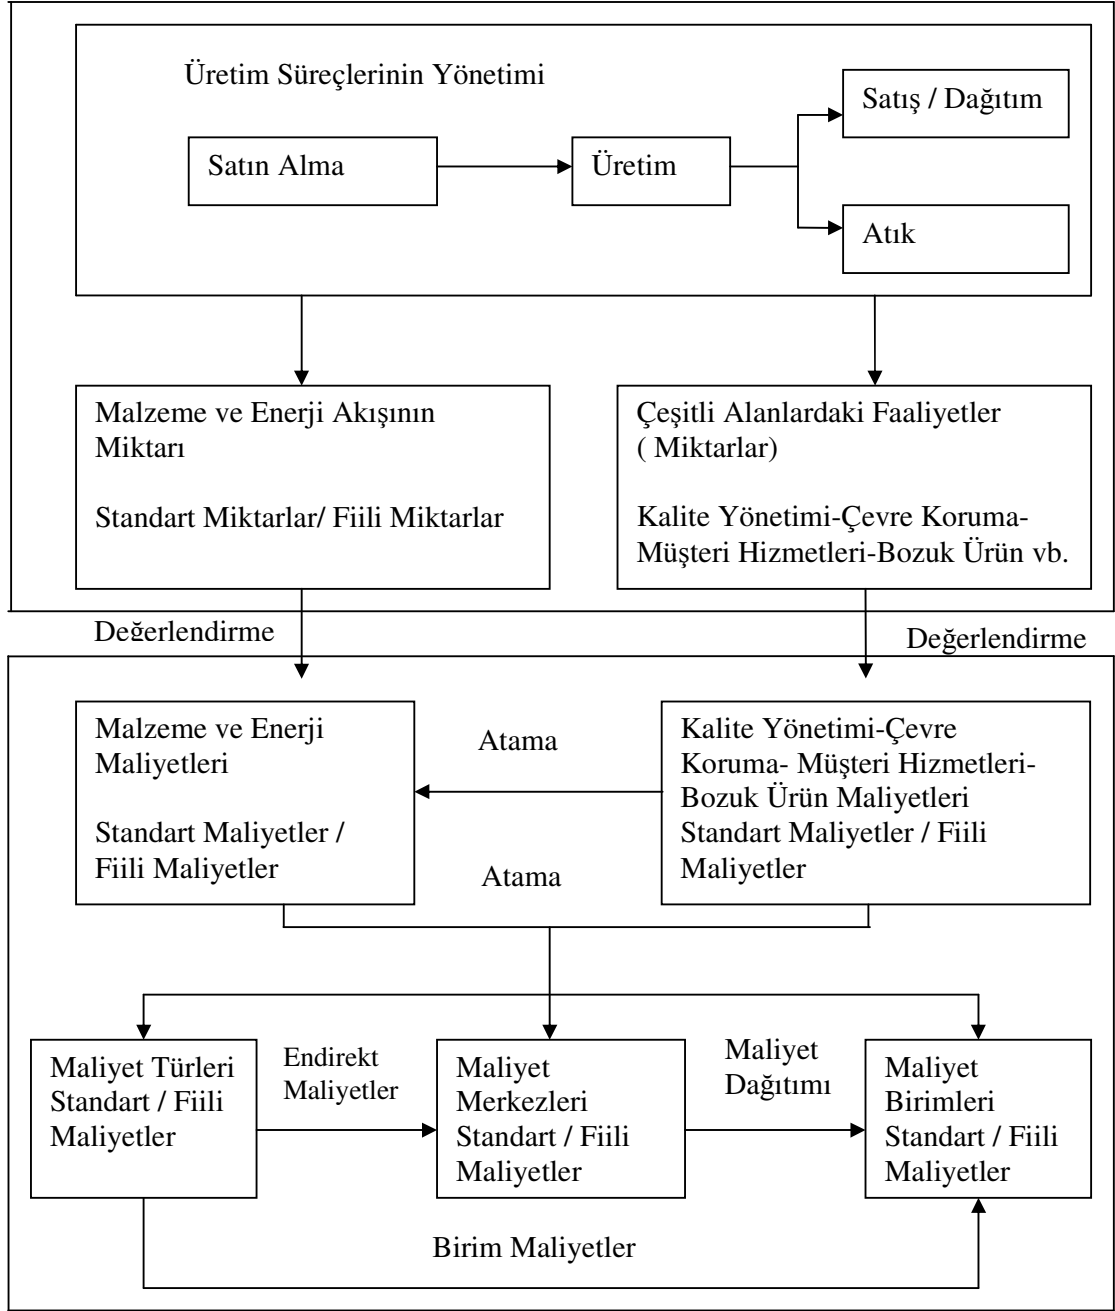 Üretim Süreçlerinin Yönetimi
Satış / Dağıtım
Satın Alma
Üretim
Atık
Malzeme ve Enerji Akışının
Miktarı
Standart Miktarlar/ Fiili Miktarlar
Çeşitli Alanlardaki Faaliyetler
( Miktarlar)
Kalite Yönetimi-Çevre Koruma-
Müşteri Hizmetleri-Bozuk Ürün vb.
Değerlendirme
Değerlendirme
Malzeme ve Enerji
Maliyetleri
Standart Maliyetler /
Fiili Maliyetler
Atama
Atama
Kalite Yönetimi-Çevre
Koruma- Müşteri Hizmetleri-
Bozuk Ürün Maliyetleri
Standart Maliyetler / Fiili
Maliyetler
Maliyet Türleri
Standart / Fiili
Maliyetler
Endirekt
Maliyetler
Maliyet
Merkezleri
Standart / Fiili
Maliyetler
Maliyet
Dağıtımı
Maliyet
Birimleri
Standart / Fiili
Maliyetler
Birim Maliyetler